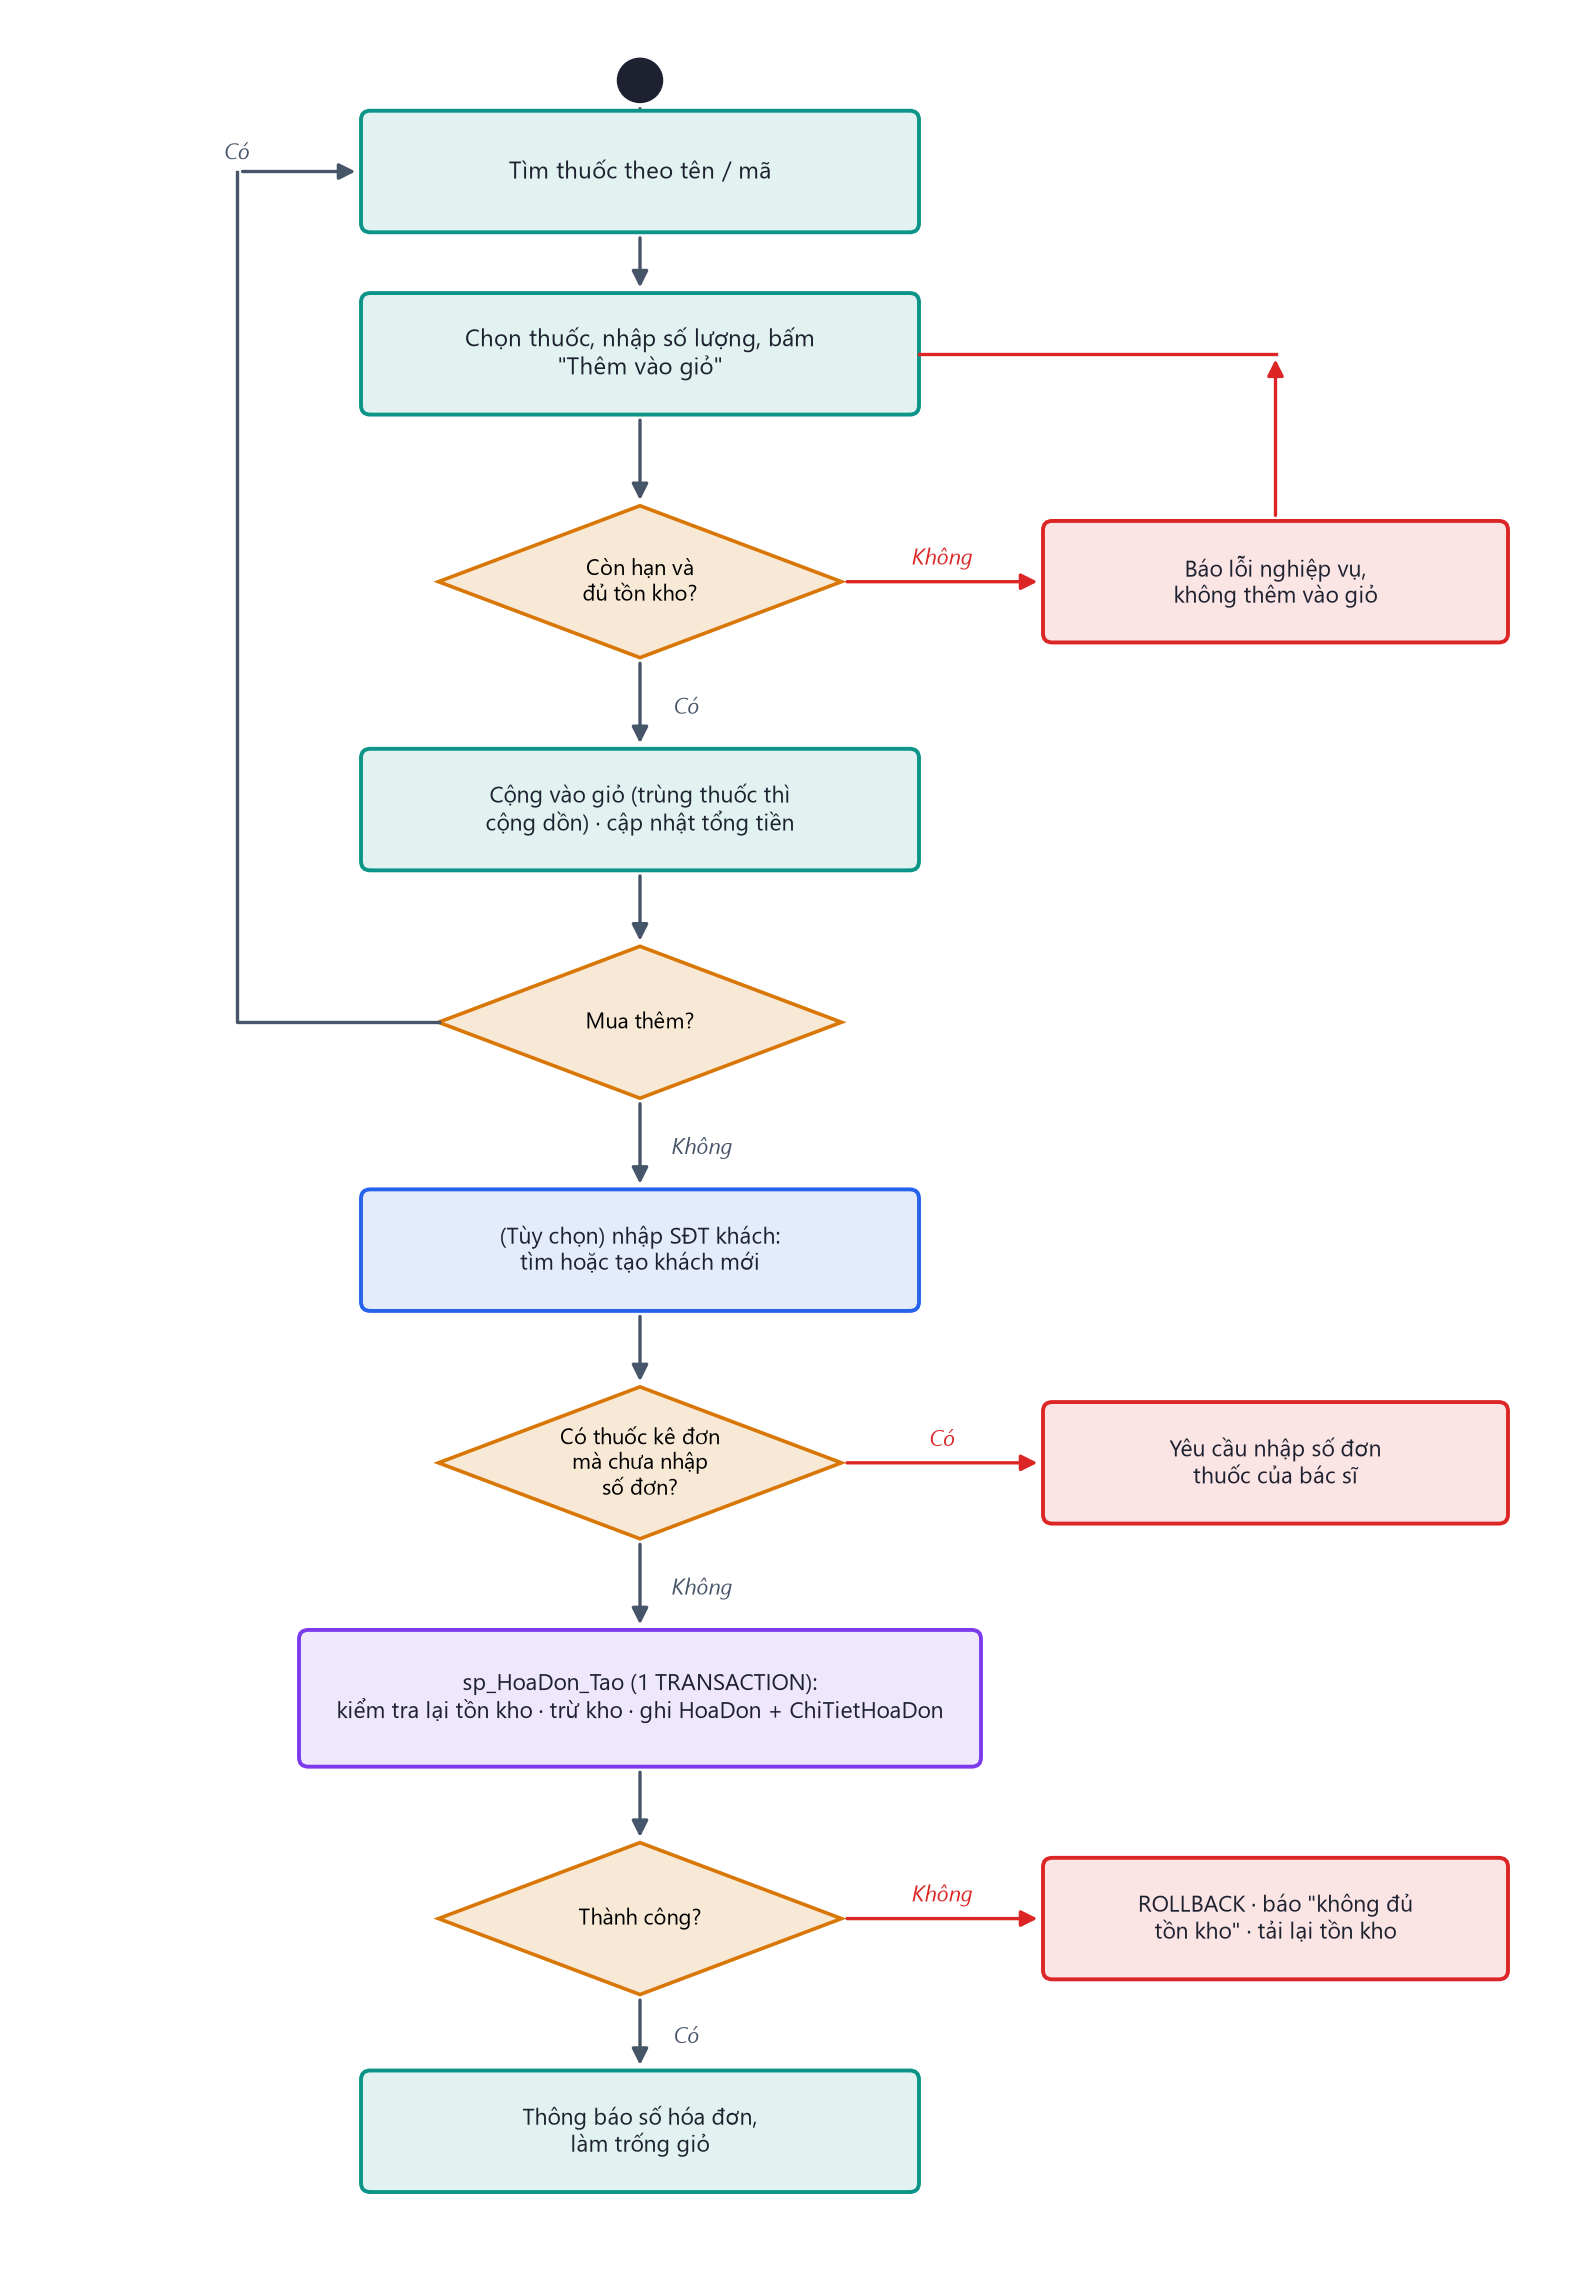 Có
Tìm thuốc theo tên / mã
Chọn thuốc, nhập số lượng, bấm
"Thêm vào giỏ"
Còn hạn và
đủ tồn kho?
Không
Báo lỗi nghiệp vụ,
không thêm vào giỏ
Có
Cộng vào giỏ (trùng thuốc thì
cộng dồn) · cập nhật tổng tiền
Mua thêm?
Không
(Tùy chọn) nhập SĐT khách:
tìm hoặc tạo khách mới
Có thuốc kê đơn
mà chưa nhập
số đơn?
Có
Yêu cầu nhập số đơn
thuốc của bác sĩ
Không
sp_HoaDon_Tao (1 TRANSACTION):
kiểm tra lại tồn kho · trừ kho · ghi HoaDon + ChiTietHoaDon
Thành công?
Không
ROLLBACK · báo "không đủ
tồn kho" · tải lại tồn kho
Có
Thông báo số hóa đơn,
làm trống giỏ